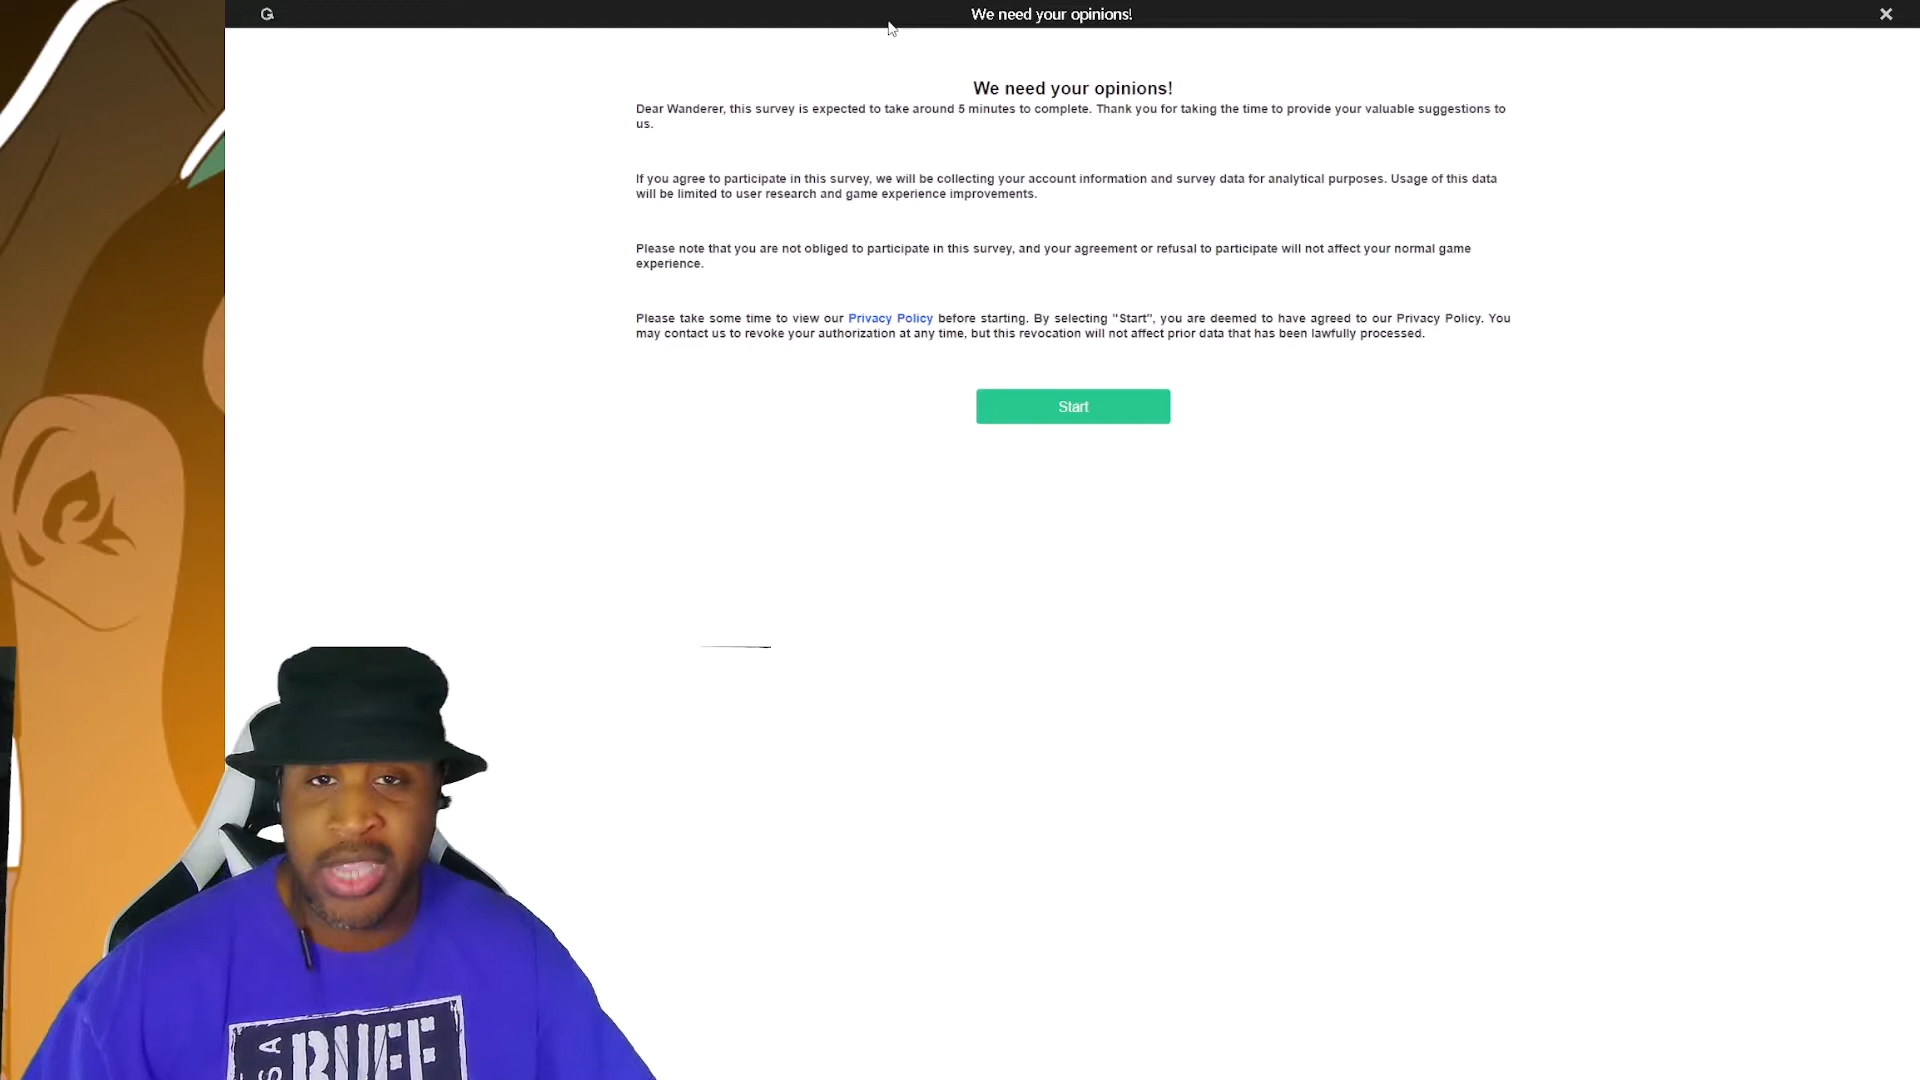 We need your opinions!
We need your opinions!
Dear Wanderer, this survey is expected to take around 5 minutes to complete. Thank you for taking the time to provide your valuable suggestions to
us.
If you agree to participate in this survey, we will be collecting your account information and survey data for analytical purposes. Usage of this data
will be limited to user research and game experience improvements.
Please note that you are not obliged to participate in this survey, and your agreement or refusal to participate will not affect your normal game
experience.
Please take some time to view our Privacy Policy before starting. By selecting "Start", you are deemed to have agreed to our Privacy Policy. You
may contact us to revoke your authorization at any time, but this revocation will not affect prior data that has been lawfully processed.
Start